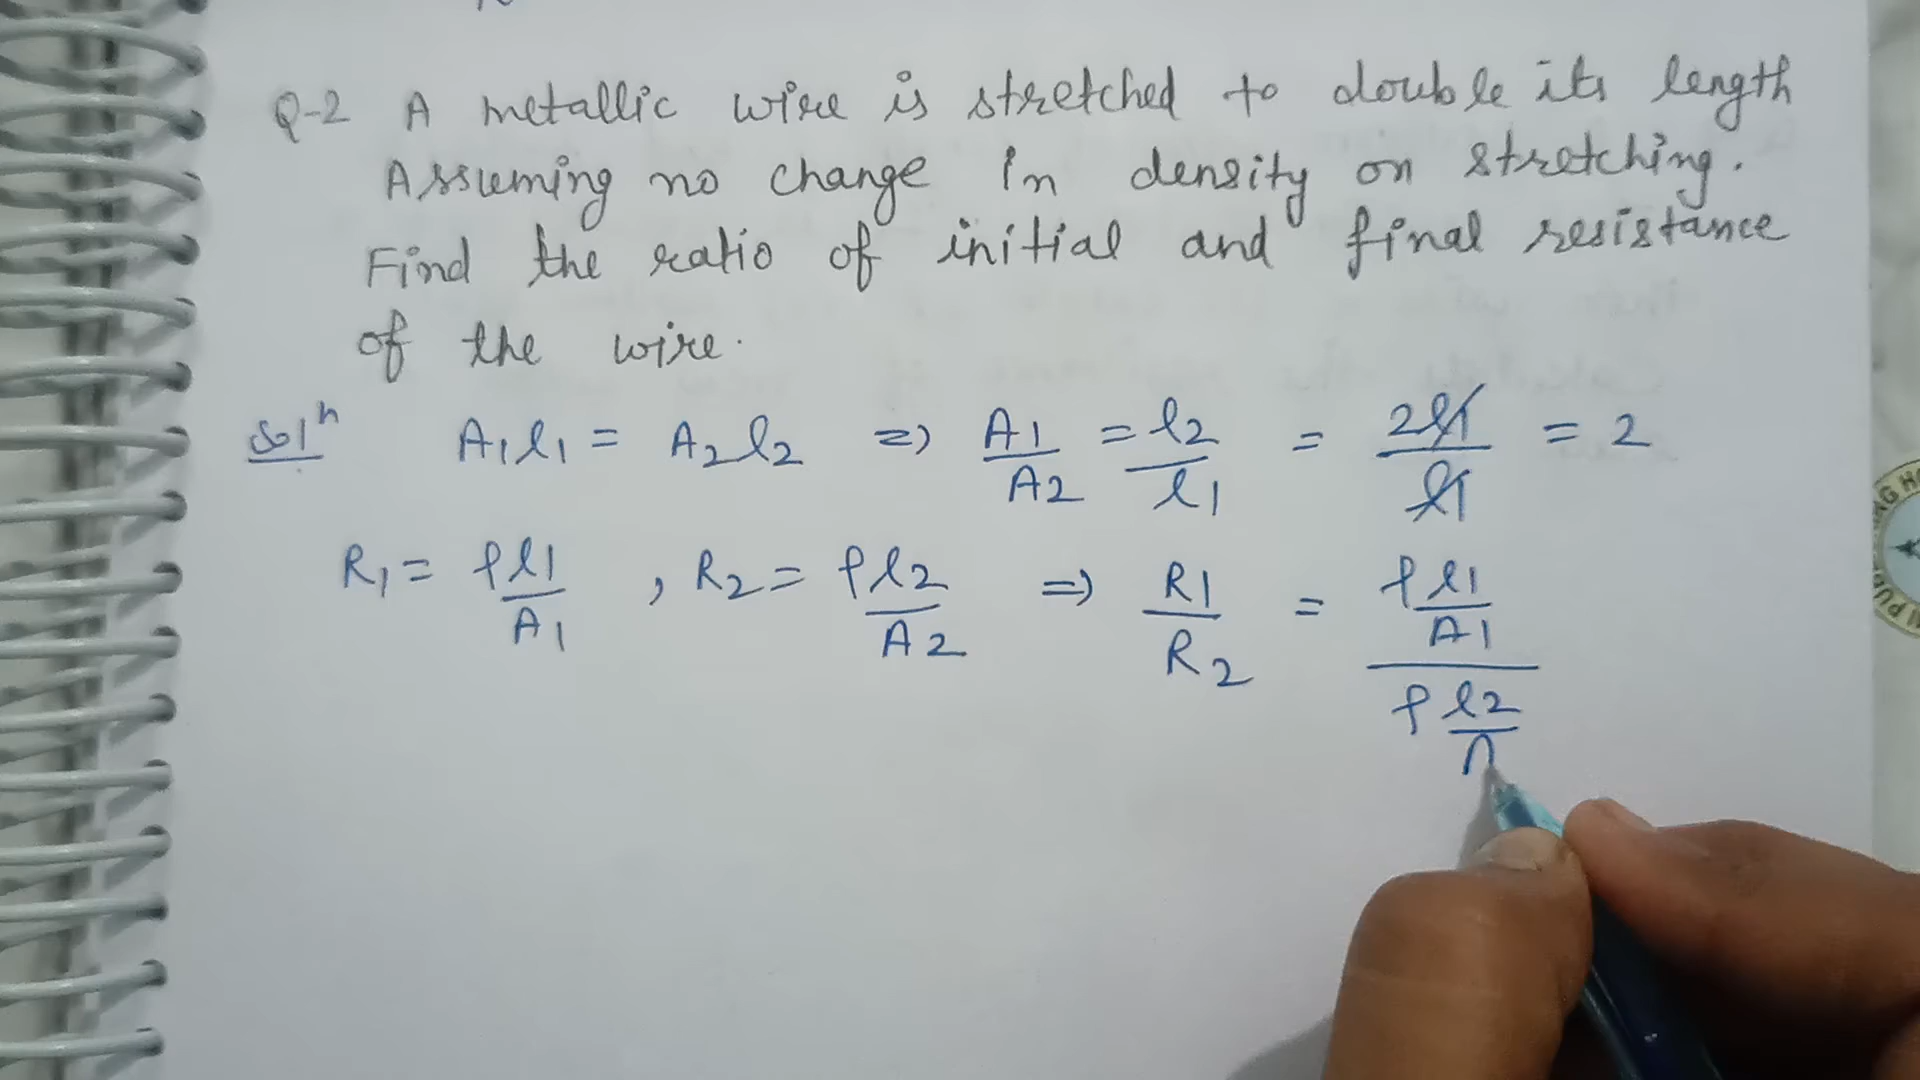 Q-2 A metallic wire is stretched to double its length
Assuming no change in density on stretching.
Find the ratio of initial and final resistance
of the wire.
Solⁿ A₁l₁ = A₂l₂ => A1/A2 = l2/l1 = 2l1/l1 = 2
R₁ = ρl1/A1 , R2 = ρl2/A2 => R1/R2 = (ρ l1/A1)/(ρ l2/A